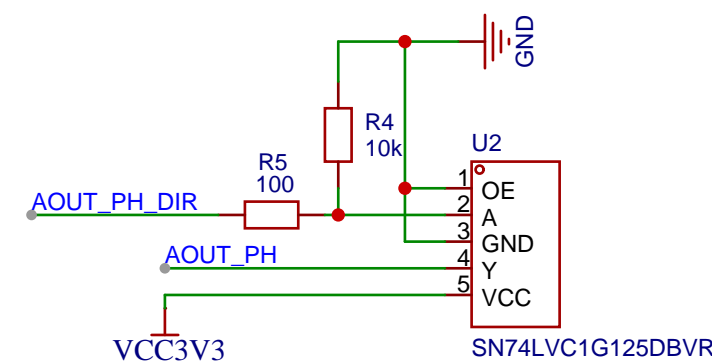 GND
R4
10k
U2
R5
100
1
OE
AOUT_PH_DIR
2
A
3
GND
AOUT_PH
4
Y
5
VCC
VCC3V3
SN74LVC1G125DBVR